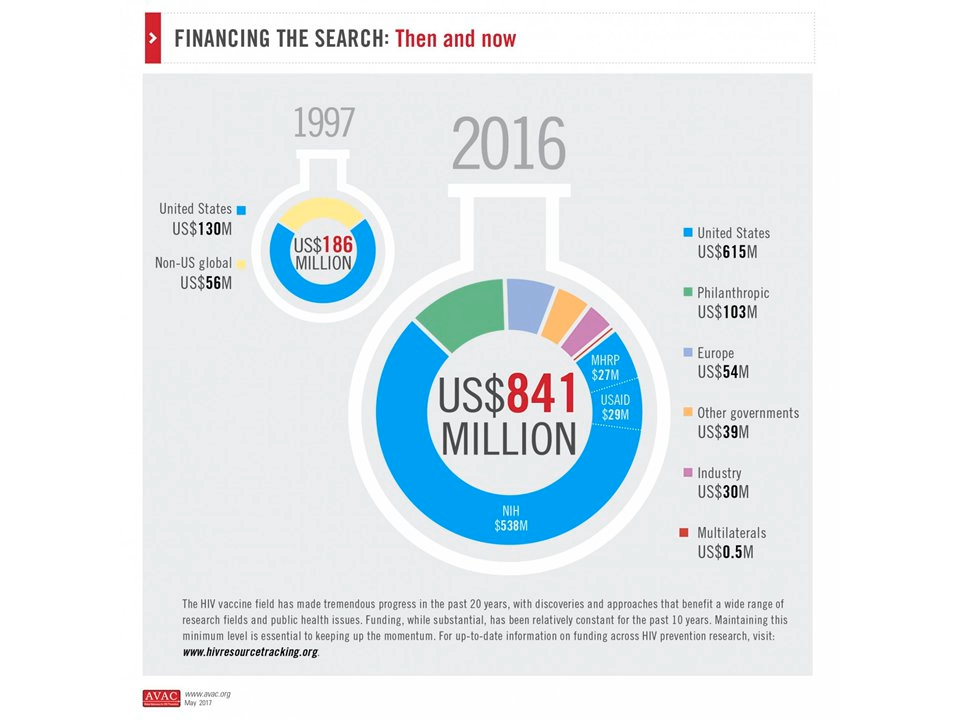 FINANCING THE SEARCH: Then and now
1997
2016
United States
US$130M
Non-US global
US$56M
US$186
MILLION
United States
US$615M
Philanthropic
US$103M
Europe
US$54M
Other governments
US$39M
Industry
US$30M
Multilaterals
US$0.5M
MHRP
$27M
USAID
$29M
US$841
MILLION
NIH
$538M
The HIV vaccine field has made tremendous progress in the past 20 years, with discoveries and approaches that benefit a wide range of
research fields and public health issues. Funding, while substantial, has been relatively constant for the past 10 years. Maintaining this
minimum level is essential to keeping up the momentum. For up-to-date information on funding across HIV prevention research, visit:
www.hivresourcetracking.org.
AVAC
www.avac.org
May 2017